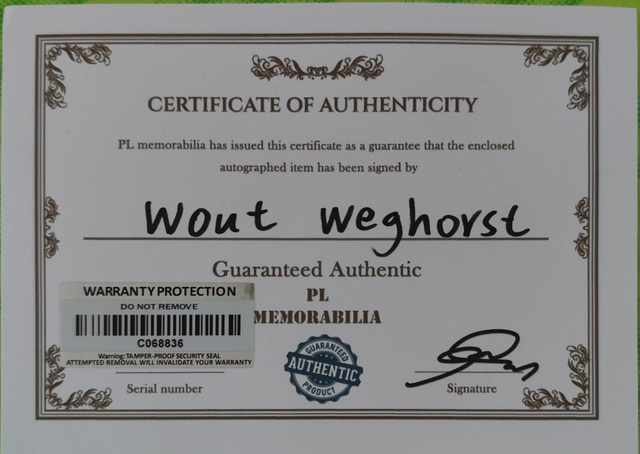 CERTIFICATE OF AUTHENTICITY
PL memorabilia has issued this certificate as a guarantee that the enclosed
autographed item has been signed by
Wout Weghorst
Guaranteed Authentic
PL
MEMORABILIA
WARRANTY PROTECTION
DO NOT REMOVE
C068836
Warning: TAMPER-PROOF SECURITY SEAL
ATTEMPTED REMOVAL WILL INVALIDATE YOUR WARRANTY
Serial number
GUARANTEED
AUTHENTIC
PRODUCT
Signature